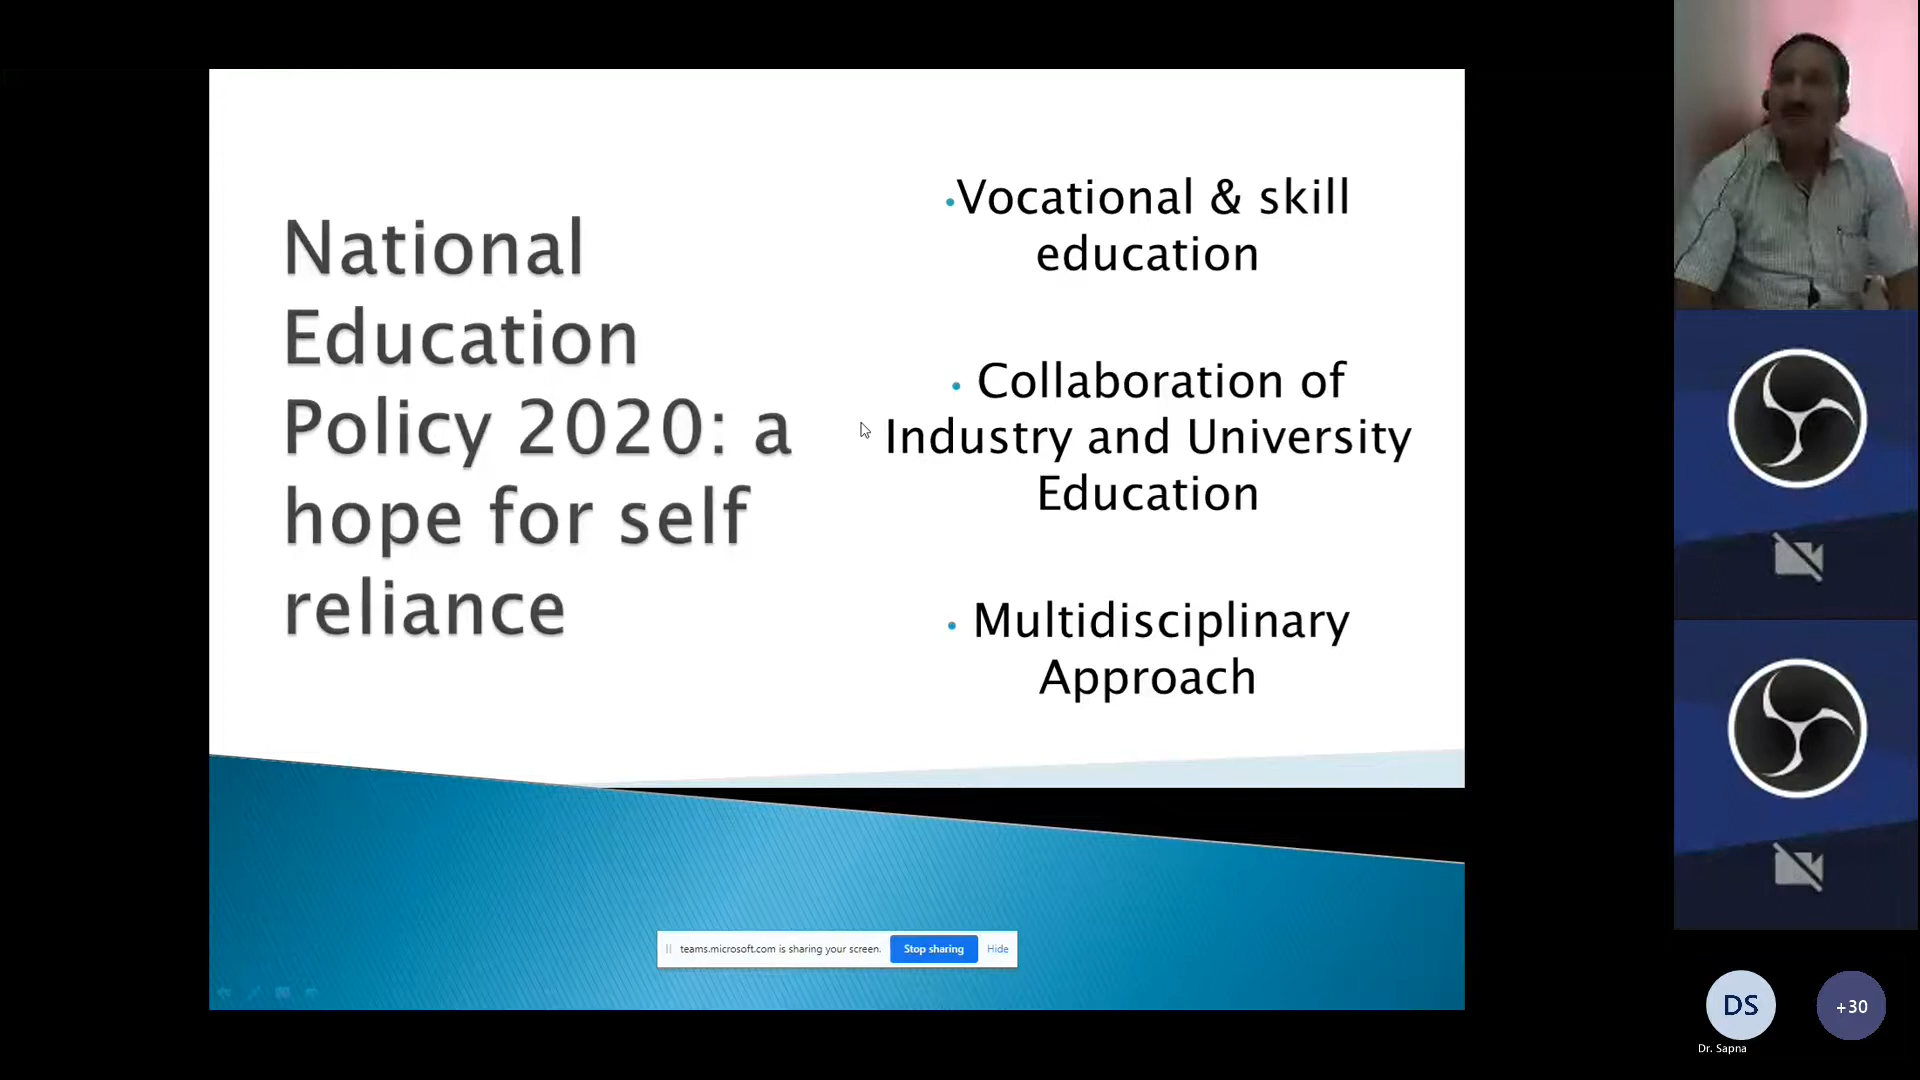 National
Education
Policy 2020: a
hope for self
reliance
•Vocational & skill
education
• Collaboration of
Industry and University
Education
• Multidisciplinary
Approach
teams.microsoft.com is sharing your screen.
Stop sharing
Hide
DS
Dr. Sapna
+30